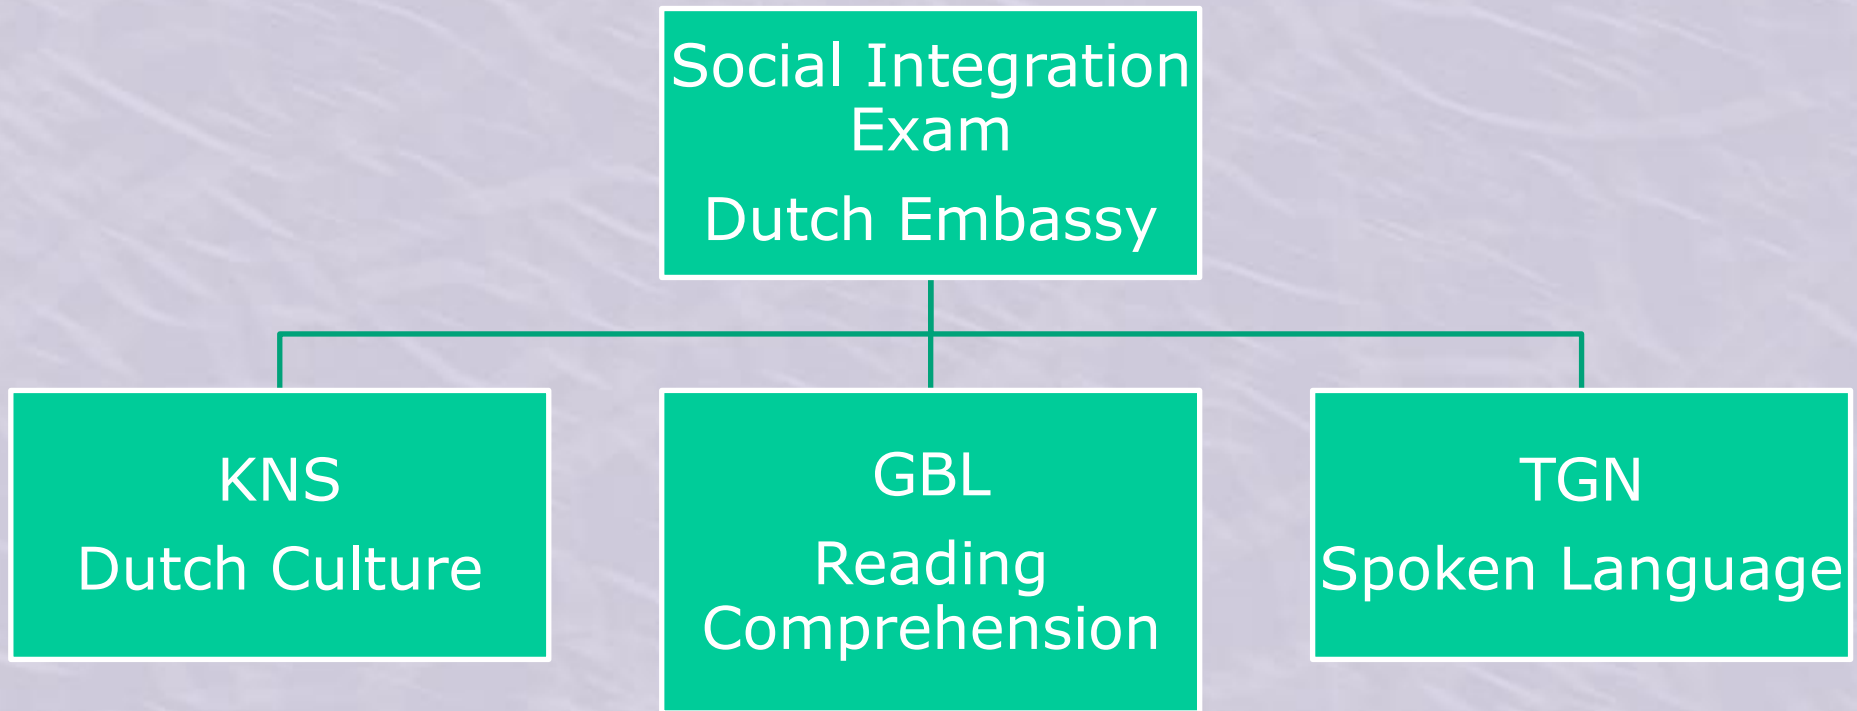 Social Integration
Exam
Dutch Embassy
KNS
Dutch Culture
GBL
Reading
Comprehension
TGN
Spoken Language